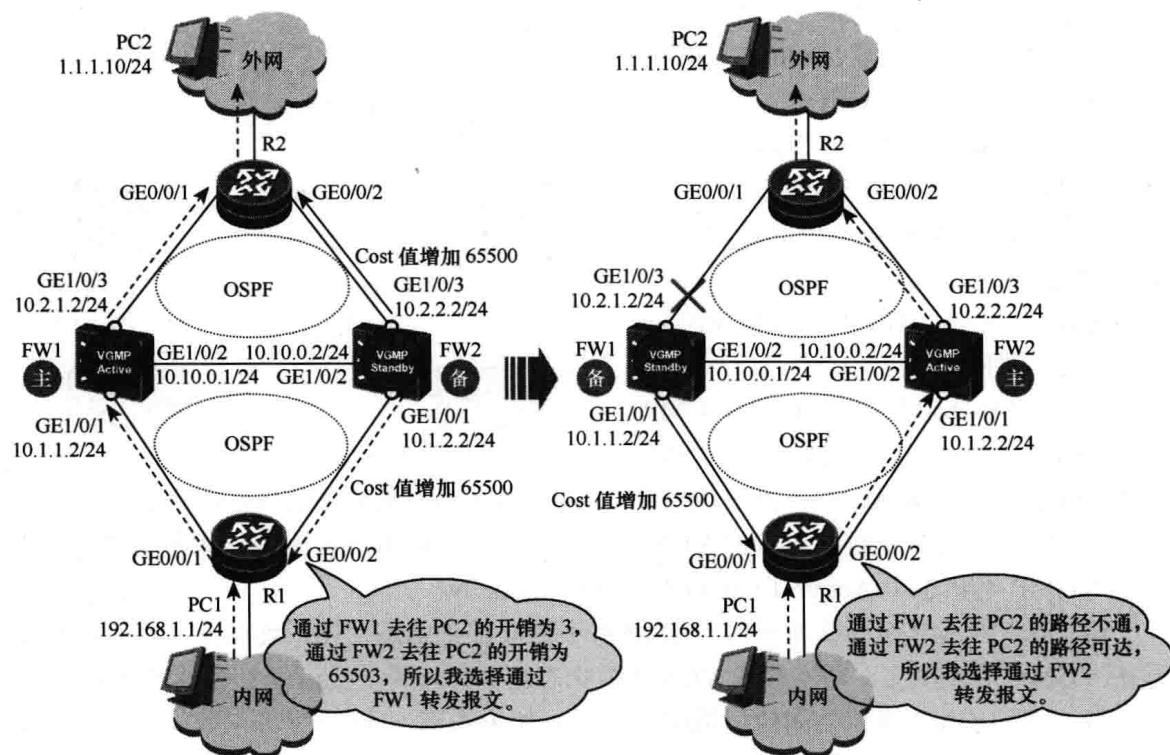 PC2
1.1.1.10/24
外网
R2
GE0/0/1
GE0/0/2
Cost 值增加 65500
GE1/0/3
10.2.1.2/24
OSPF
GE1/0/3
10.2.2.2/24
FW1
主
VGMP
Active
GE1/0/2
10.10.0.2/24
10.10.0.1/24
GE1/0/2
VGMP
Standby
FW2
备
GE1/0/1
10.1.1.2/24
OSPF
GE1/0/1
10.1.2.2/24
Cost 值增加 65500
GE0/0/1
GE0/0/2
R1
PC1
192.168.1.1/24
内网
通过 FW1 去往 PC2 的开销为 3，
通过 FW2 去往 PC2 的开销为
65503，所以我选择通过
FW1 转发报文。
PC2
1.1.1.10/24
外网
R2
GE0/0/1
GE0/0/2
GE1/0/3
10.2.1.2/24
OSPF
GE1/0/3
10.2.2.2/24
FW1
备
VGMP
Standby
GE1/0/2
10.10.0.2/24
10.10.0.1/24
GE1/0/2
VGMP
Active
FW2
主
GE1/0/1
10.1.1.2/24
OSPF
GE1/0/1
10.1.2.2/24
Cost 值增加 65500
GE0/0/1
GE0/0/2
R1
PC1
192.168.1.1/24
内网
通过 FW1 去往 PC2 的路径不通，
通过 FW2 去往 PC2 的路径可达，
所以我选择通过 FW2
转发报文。